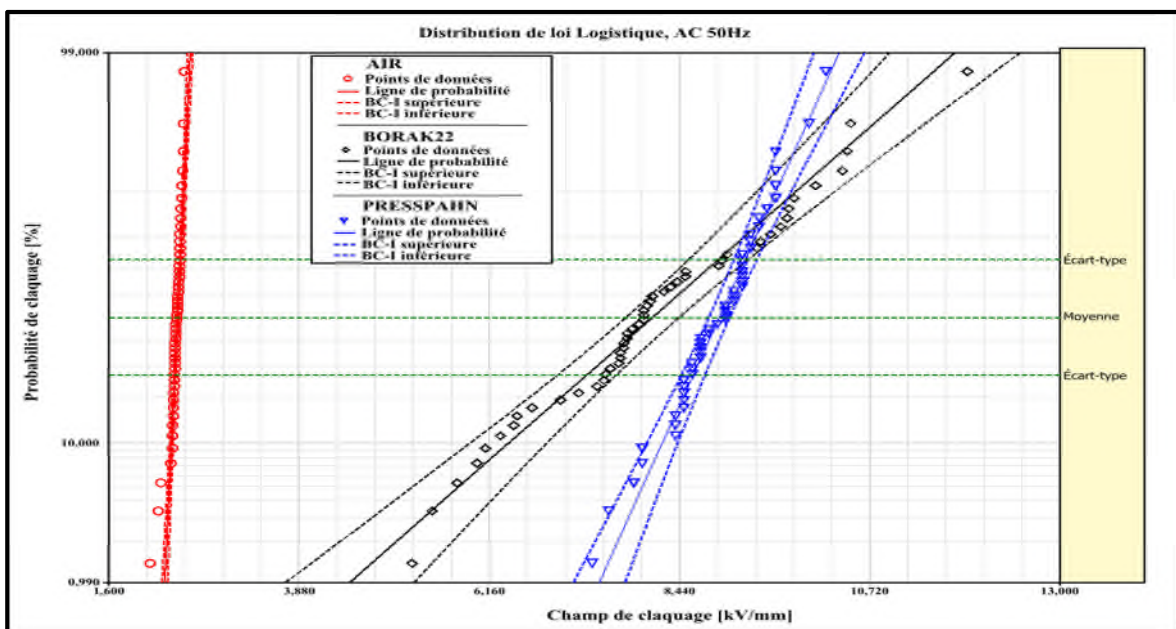 Distribution de loi Logistique, AC 50Hz
99,000
AIR
Points de données
Ligne de probabilité
BC-I supérieure
BC-I inférieure
BORAK22
Points de données
Ligne de probabilité
BC-I supérieure
BC-I inférieure
PRESSPAHN
Points de données
Ligne de probabilité
BC-I supérieure
BC-I inférieure
Probabilité de claquage [%]
Écart-type
Moyenne
Écart-type
10,000
0,990
1,600
3,880
6,160
8,440
10,720
13,000
Champ de claquage [kV/mm]